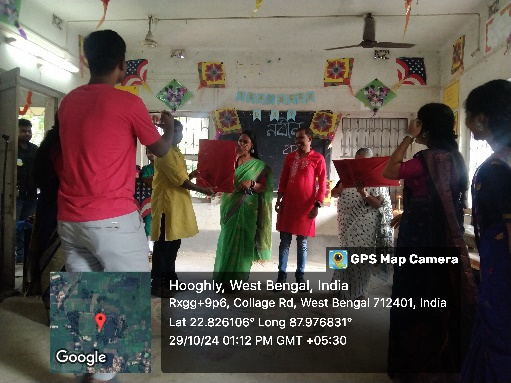 নবীন
GPS Map Camera
Hooghly, West Bengal, India
Rxgg+9p6, Collage Rd, West Bengal 712401, India
Lat 22.826106° Long 87.976831°
29/10/24 01:12 PM GMT +05:30
Google